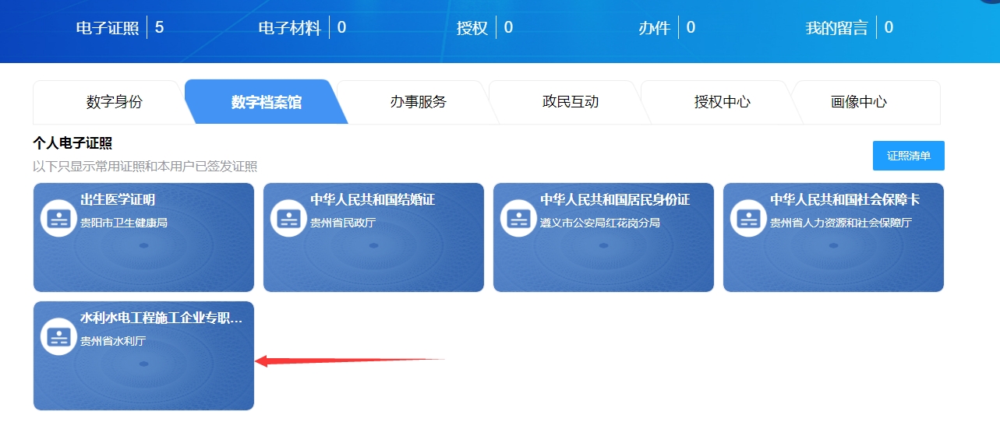 电子证照 5 电子材料 0 授权 0 办件 0 我的留言 0
数字身份 数字档案馆 办事服务 政民互动 授权中心 画像中心
个人电子证照
以下只显示常用证照和本用户已签发证照
证照清单
出生医学证明
贵阳市卫生健康局
中华人民共和国结婚证
贵州省民政厅
中华人民共和国居民身份证
遵义市公安局红花岗分局
中华人民共和国社会保障卡
贵州省人力资源和社会保障厅
水利水电工程施工企业专职...
贵州省水利厅